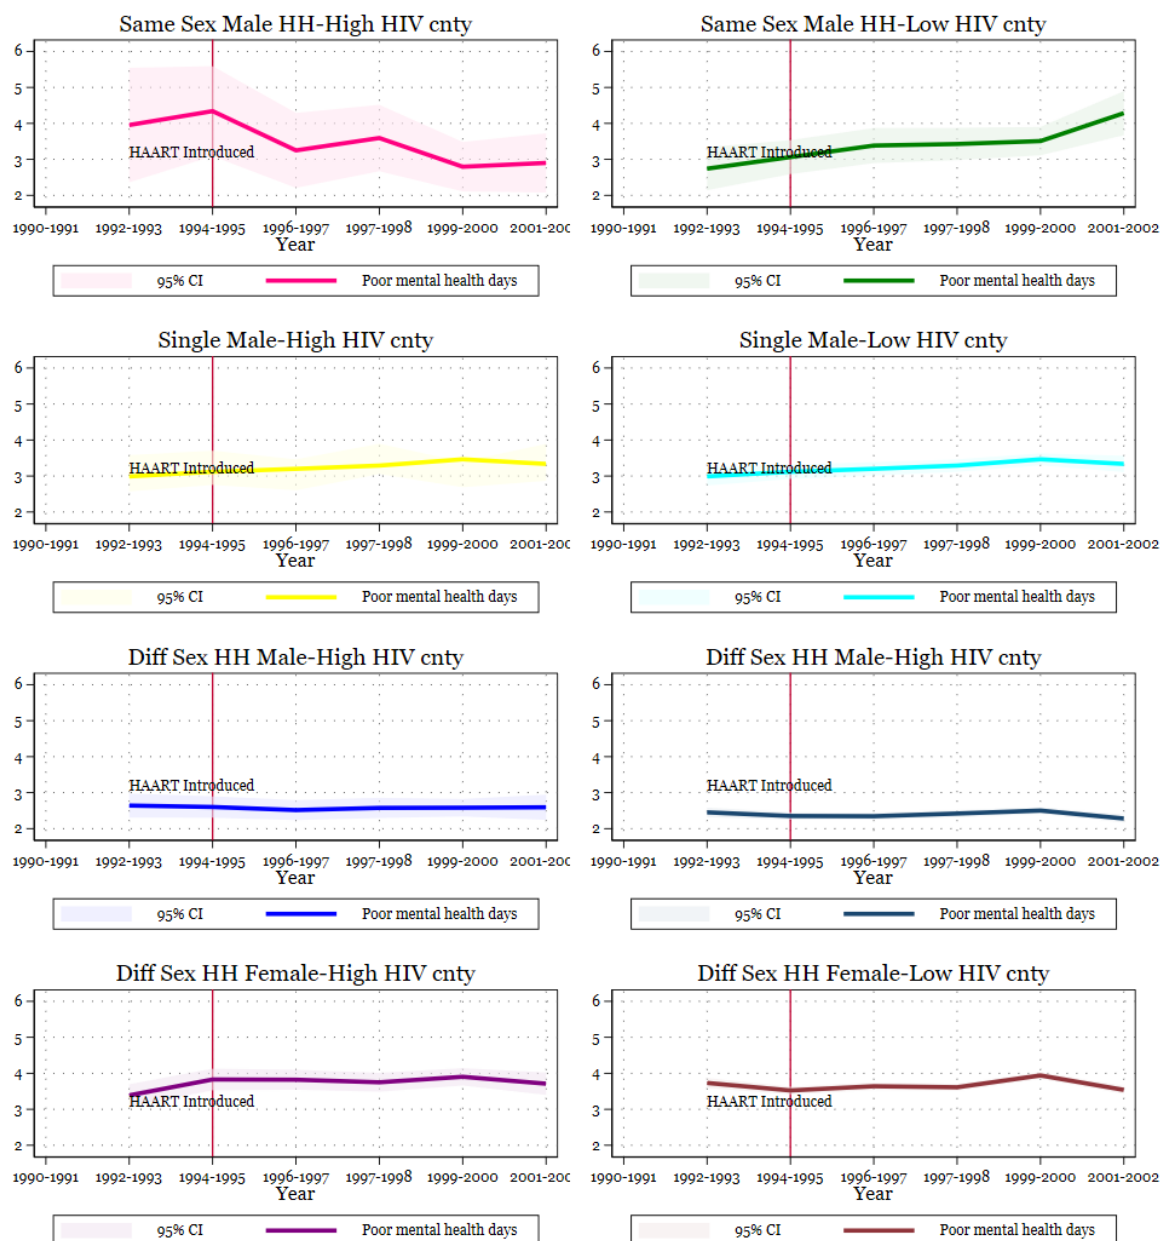 Same Sex Male HH-High HIV cnty
6
5
4
3
2
HAART Introduced
1990-1991 1992-1993 1994-1995 1996-1997 1997-1998 1999-2000 2001-200
Year
95% CI Poor mental health days
Same Sex Male HH-Low HIV cnty
6
5
4
3
2
HAART Introduced
1990-1991 1992-1993 1994-1995 1996-1997 1997-1998 1999-2000 2001-2002
Year
95% CI Poor mental health days
Single Male-High HIV cnty
6
5
4
3
2
HAART Introduced
1990-1991 1992-1993 1994-1995 1996-1997 1997-1998 1999-2000 2001-200
Year
95% CI Poor mental health days
Single Male-Low HIV cnty
6
5
4
3
2
HAART Introduced
1990-1991 1992-1993 1994-1995 1996-1997 1997-1998 1999-2000 2001-2002
Year
95% CI Poor mental health days
Diff Sex HH Male-High HIV cnty
6
5
4
3
2
HAART Introduced
1990-1991 1992-1993 1994-1995 1996-1997 1997-1998 1999-2000 2001-200
Year
95% CI Poor mental health days
Diff Sex HH Male-High HIV cnty
6
5
4
3
2
HAART Introduced
1990-1991 1992-1993 1994-1995 1996-1997 1997-1998 1999-2000 2001-2002
Year
95% CI Poor mental health days
Diff Sex HH Female-High HIV cnty
6
5
4
3
2
HAART Introduced
1990-1991 1992-1993 1994-1995 1996-1997 1997-1998 1999-2000 2001-200
Year
95% CI Poor mental health days
Diff Sex HH Female-Low HIV cnty
6
5
4
3
2
HAART Introduced
1990-1991 1992-1993 1994-1995 1996-1997 1997-1998 1999-2000 2001-2002
Year
95% CI Poor mental health days